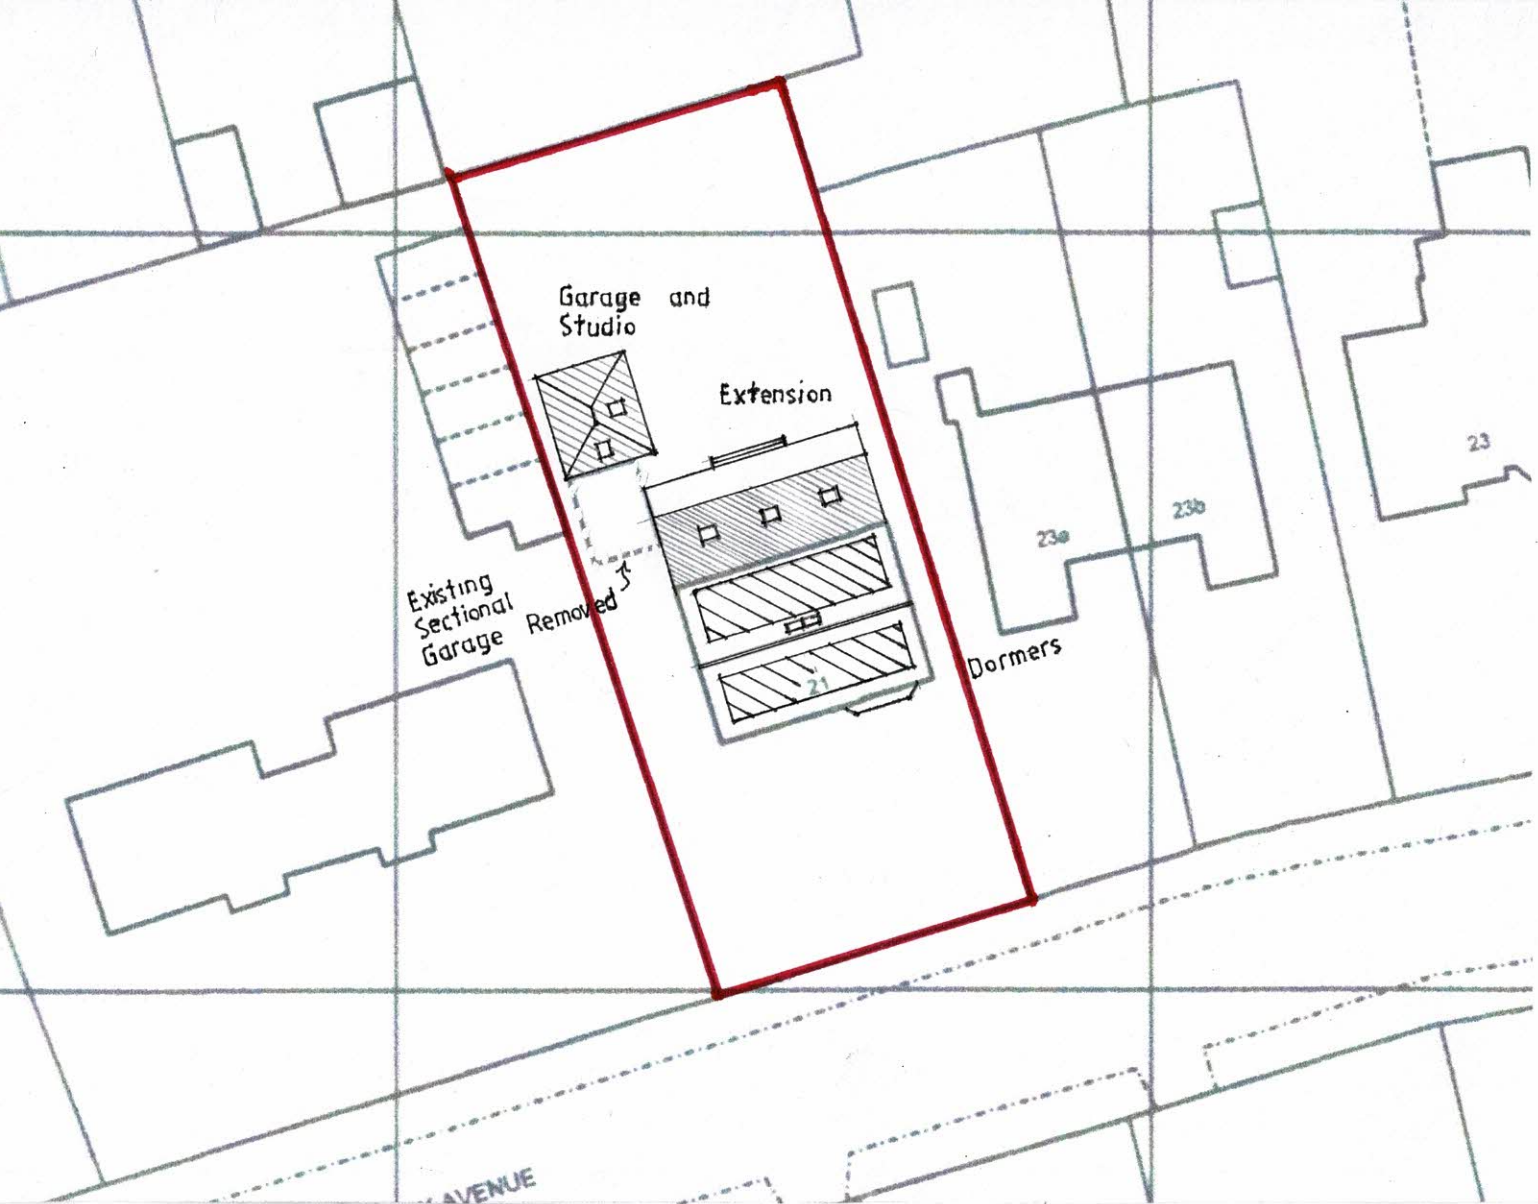 Garage and
Studio
Extension
23
23b
23a
Existing
Sectional
Garage Removed
Dormers
21
AVENUE